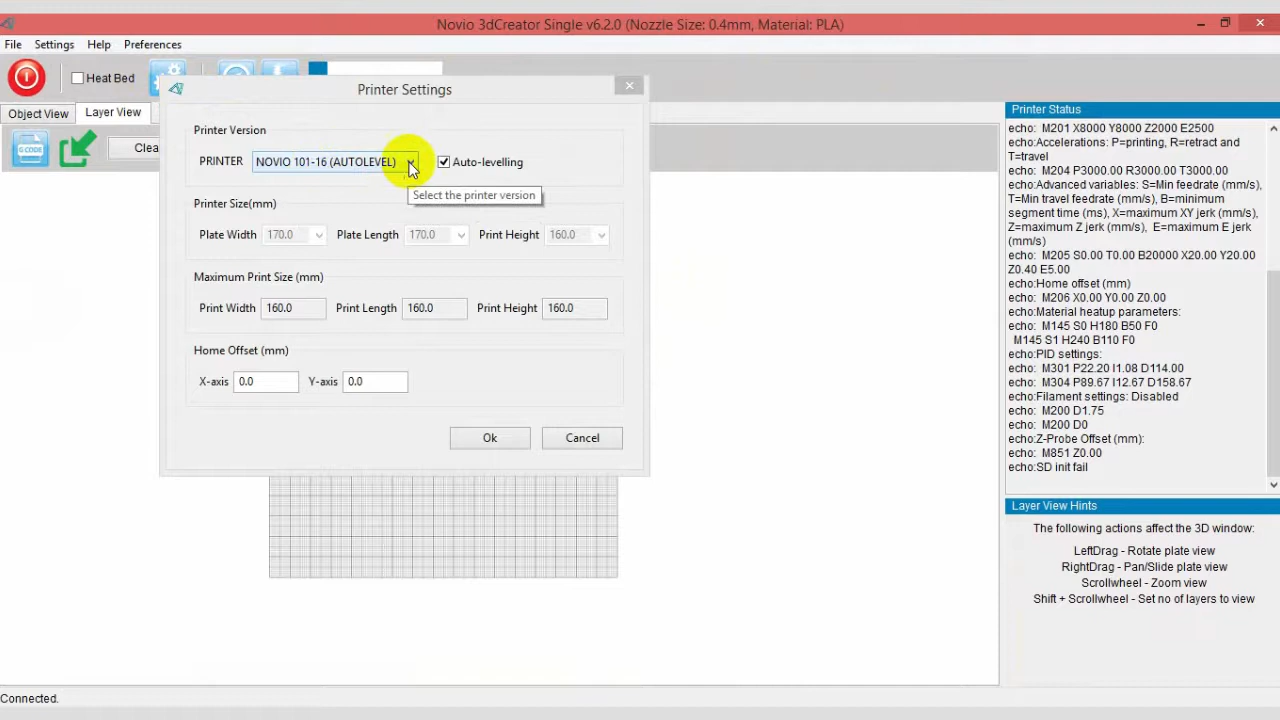 Novio 3dCreator Single v6.2.0 (Nozzle Size: 0.4mm, Material: PLA)
File Settings Help Preferences
Heat Bed
Object View Layer View
G CODE
Clea
Printer Settings
Printer Version
PRINTER NOVIO 101-16 (AUTOLEVEL) Auto-levelling
Select the printer version
Printer Size(mm)
Plate Width 170.0 Plate Length 170.0 Print Height 160.0
Maximum Print Size (mm)
Print Width 160.0 Print Length 160.0 Print Height 160.0
Home Offset (mm)
X-axis 0.0 Y-axis 0.0
Ok Cancel
Printer Status
echo: M201 X8000 Y8000 Z2000 E2500
echo:Accelerations: P=printing, R=retract and
T=travel
echo: M204 P3000.00 R3000.00 T3000.00
echo:Advanced variables: S=Min feedrate (mm/s),
T=Min travel feedrate (mm/s), B=minimum
segment time (ms), X=maximum XY jerk (mm/s),
Z=maximum Z jerk (mm/s), E=maximum E jerk
(mm/s)
echo: M205 S0.00 T0.00 B20000 X20.00 Y20.00
Z0.40 E5.00
echo:Home offset (mm)
echo: M206 X0.00 Y0.00 Z0.00
echo:Material heatup parameters:
echo: M145 S0 H180 B50 F0
M145 S1 H240 B110 F0
echo:PID settings:
echo: M301 P22.20 I1.08 D114.00
echo: M304 P89.67 I12.67 D158.67
echo:Filament settings: Disabled
echo: M200 D1.75
echo: M200 D0
echo:Z-Probe Offset (mm):
echo: M851 Z0.00
echo:SD init fail
Layer View Hints
The following actions affect the 3D window:
LeftDrag - Rotate plate view
RightDrag - Pan/Slide plate view
Scrollwheel - Zoom view
Shift + Scrollwheel - Set no of layers to view
Connected.